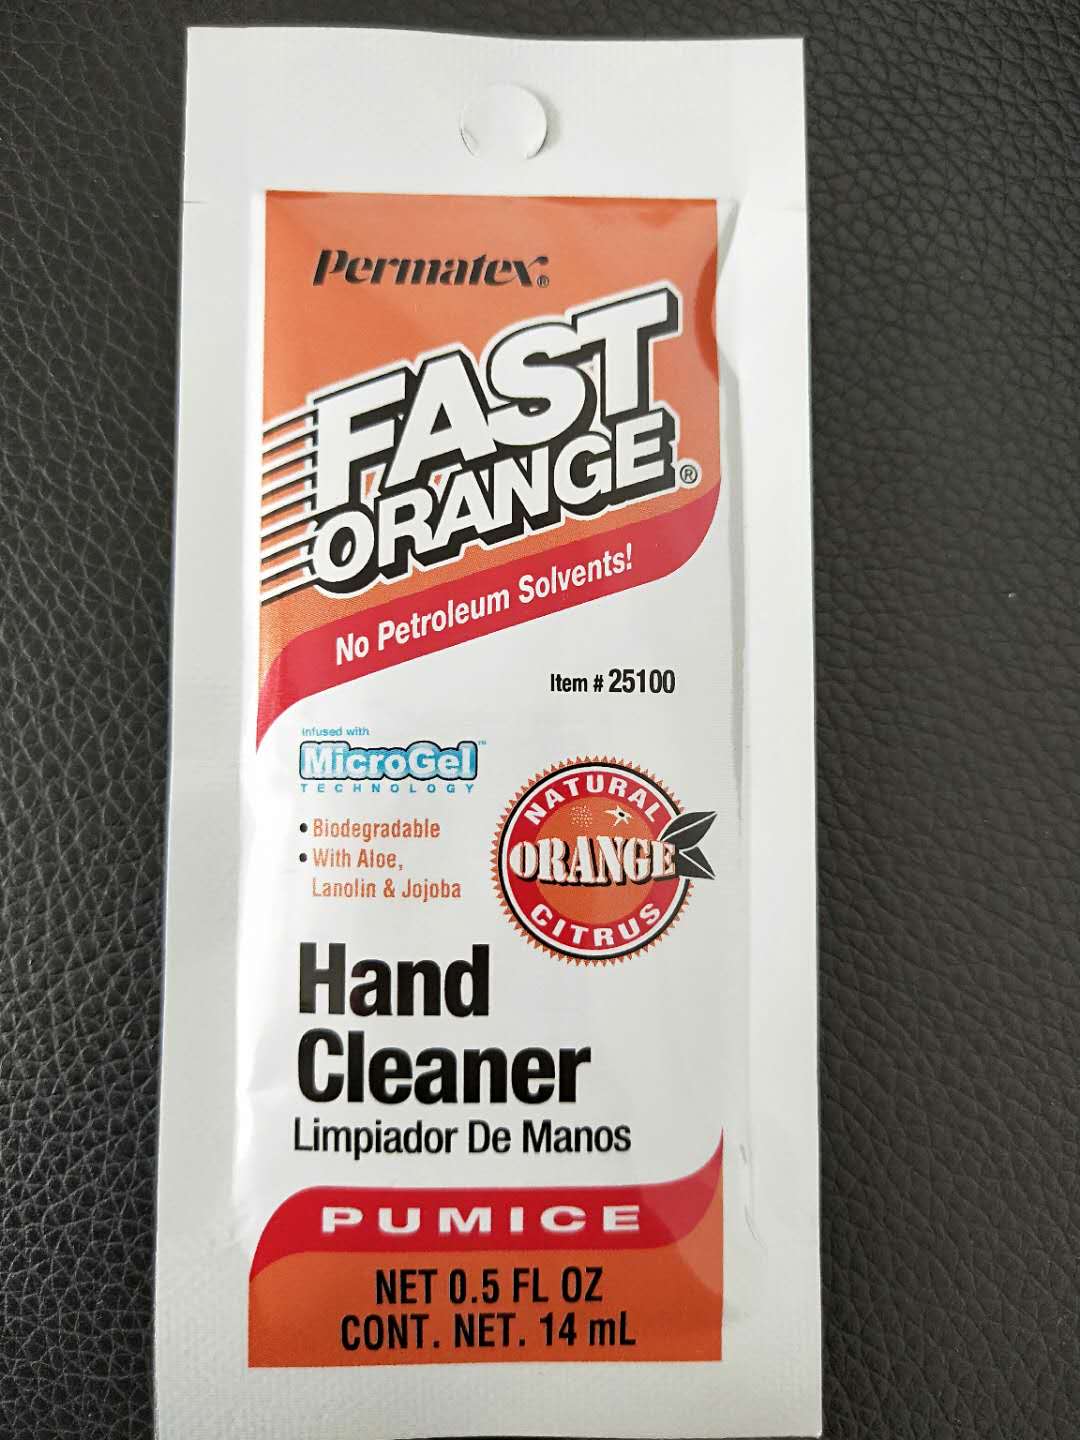 Permatex®
FAST
ORANGE®
No Petroleum Solvents!
Item # 25100
infused with
MicroGel™
TECHNOLOGY
• Biodegradable
• With Aloe,
Lanolin & Jojoba
NATURAL
ORANGE
CITRUS
Hand
Cleaner
Limpiador De Manos
PUMICE
NET 0.5 FL OZ
CONT. NET. 14 mL